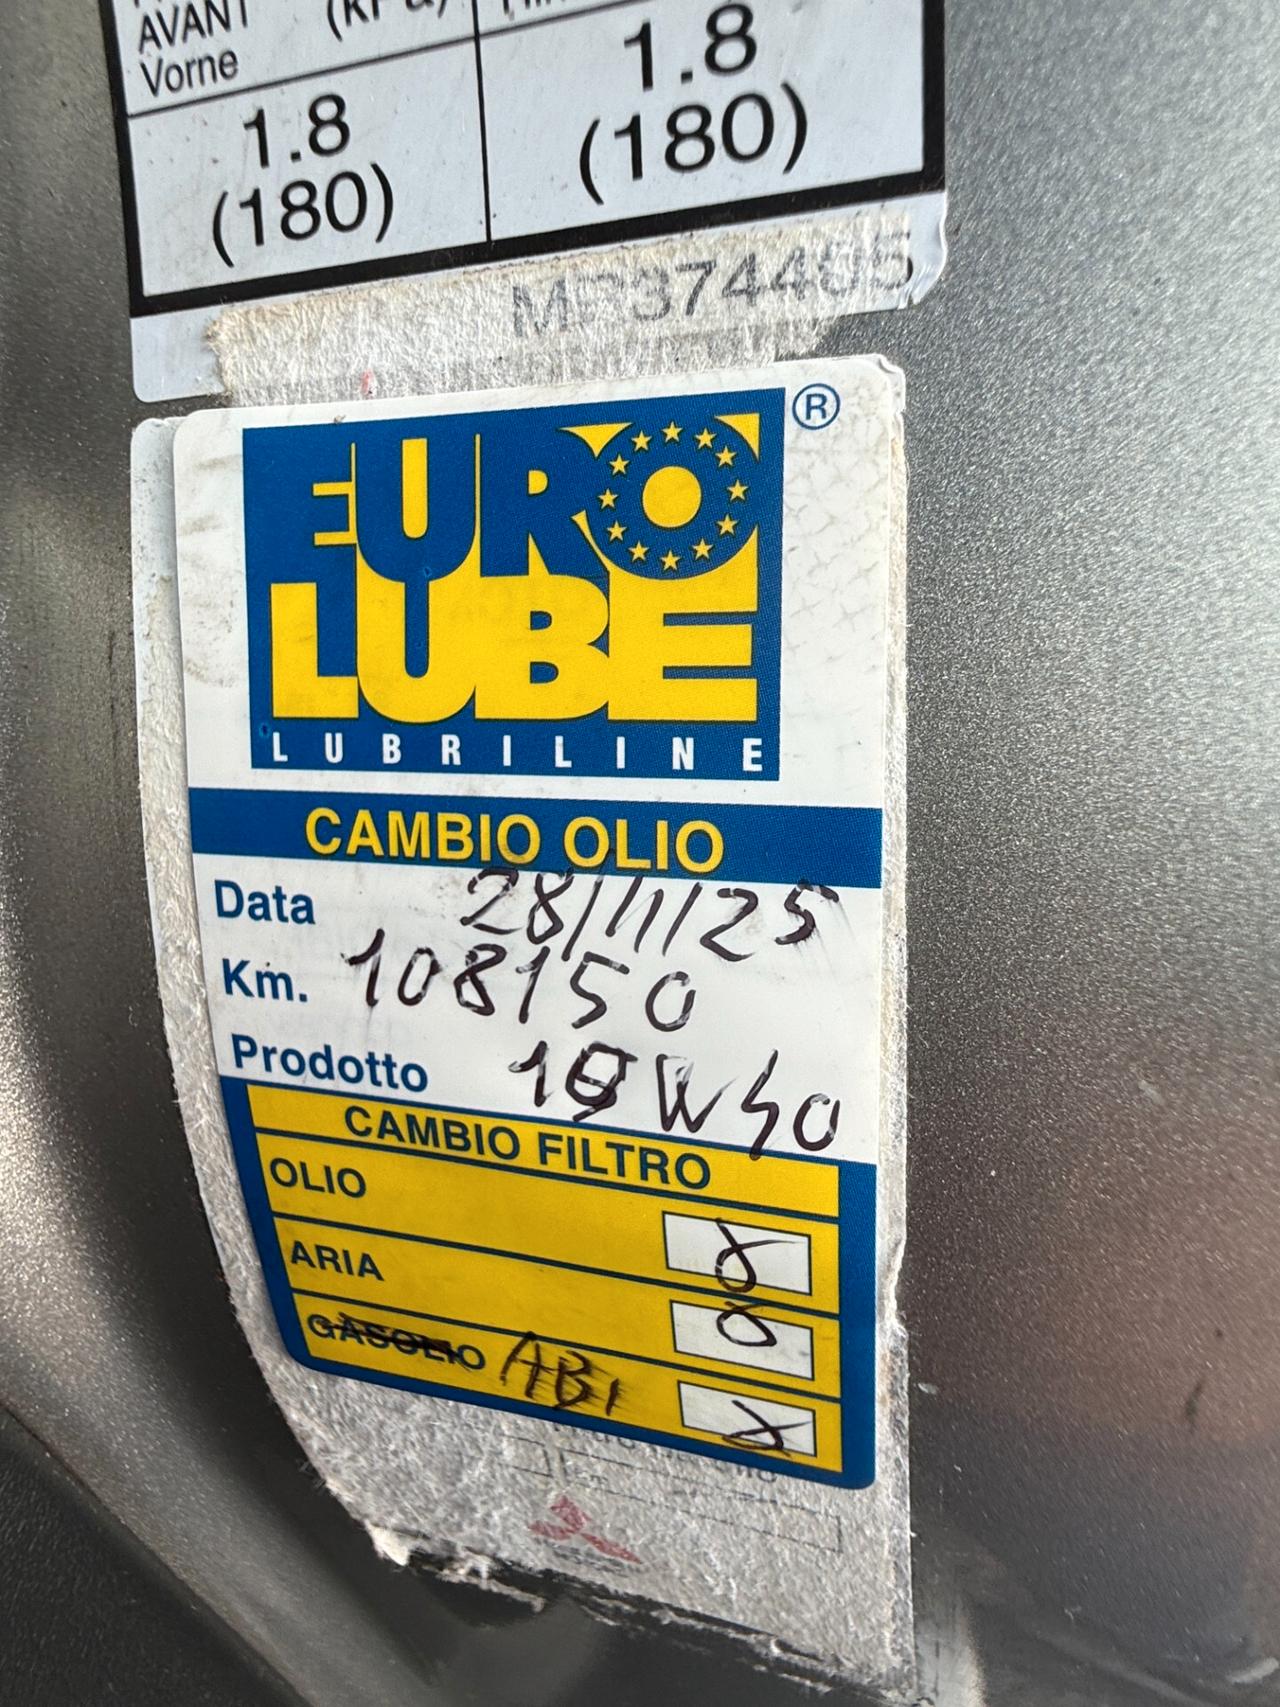 AVANT (kPa)
Vorne
1.8 1.8
(180) (180)
EURO ®
LUBE
LUBRILINE
CAMBIO OLIO
Data 28/11/25
Km. 108150
Prodotto 10W40
CAMBIO FILTRO
OLIO X
ARIA
GASOLIO ABI X